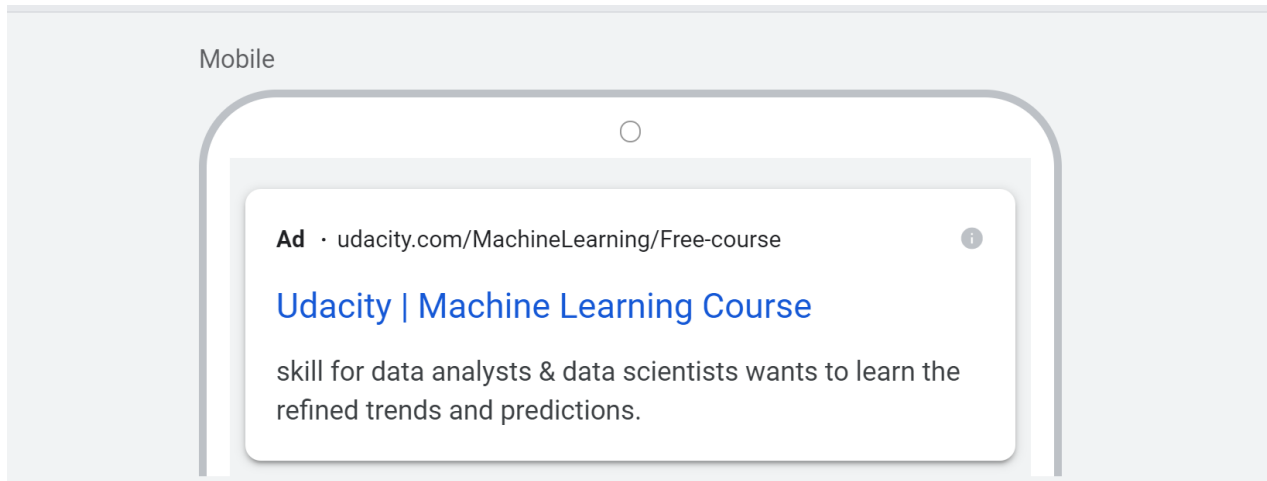 Mobile
Ad · udacity.com/MachineLearning/Free-course
Udacity | Machine Learning Course
skill for data analysts & data scientists wants to learn the
refined trends and predictions.